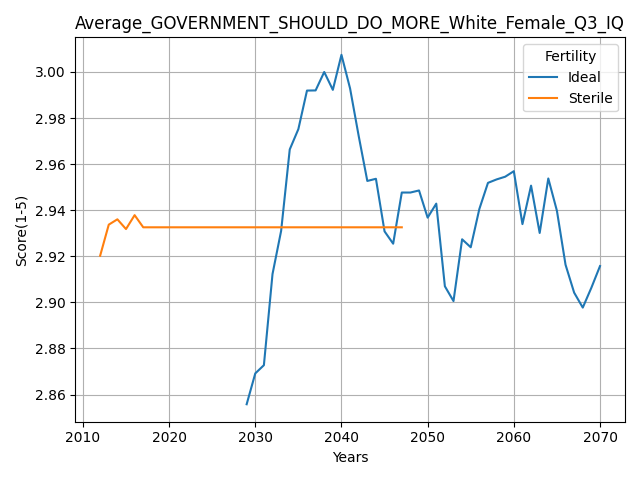 Average_GOVERNMENT_SHOULD_DO_MORE_White_Female_Q3_IQ
Fertility
Ideal
Sterile
Score(1-5)
3.00
2.98
2.96
2.94
2.92
2.90
2.88
2.86
2010 2020 2030 2040 2050 2060 2070
Years